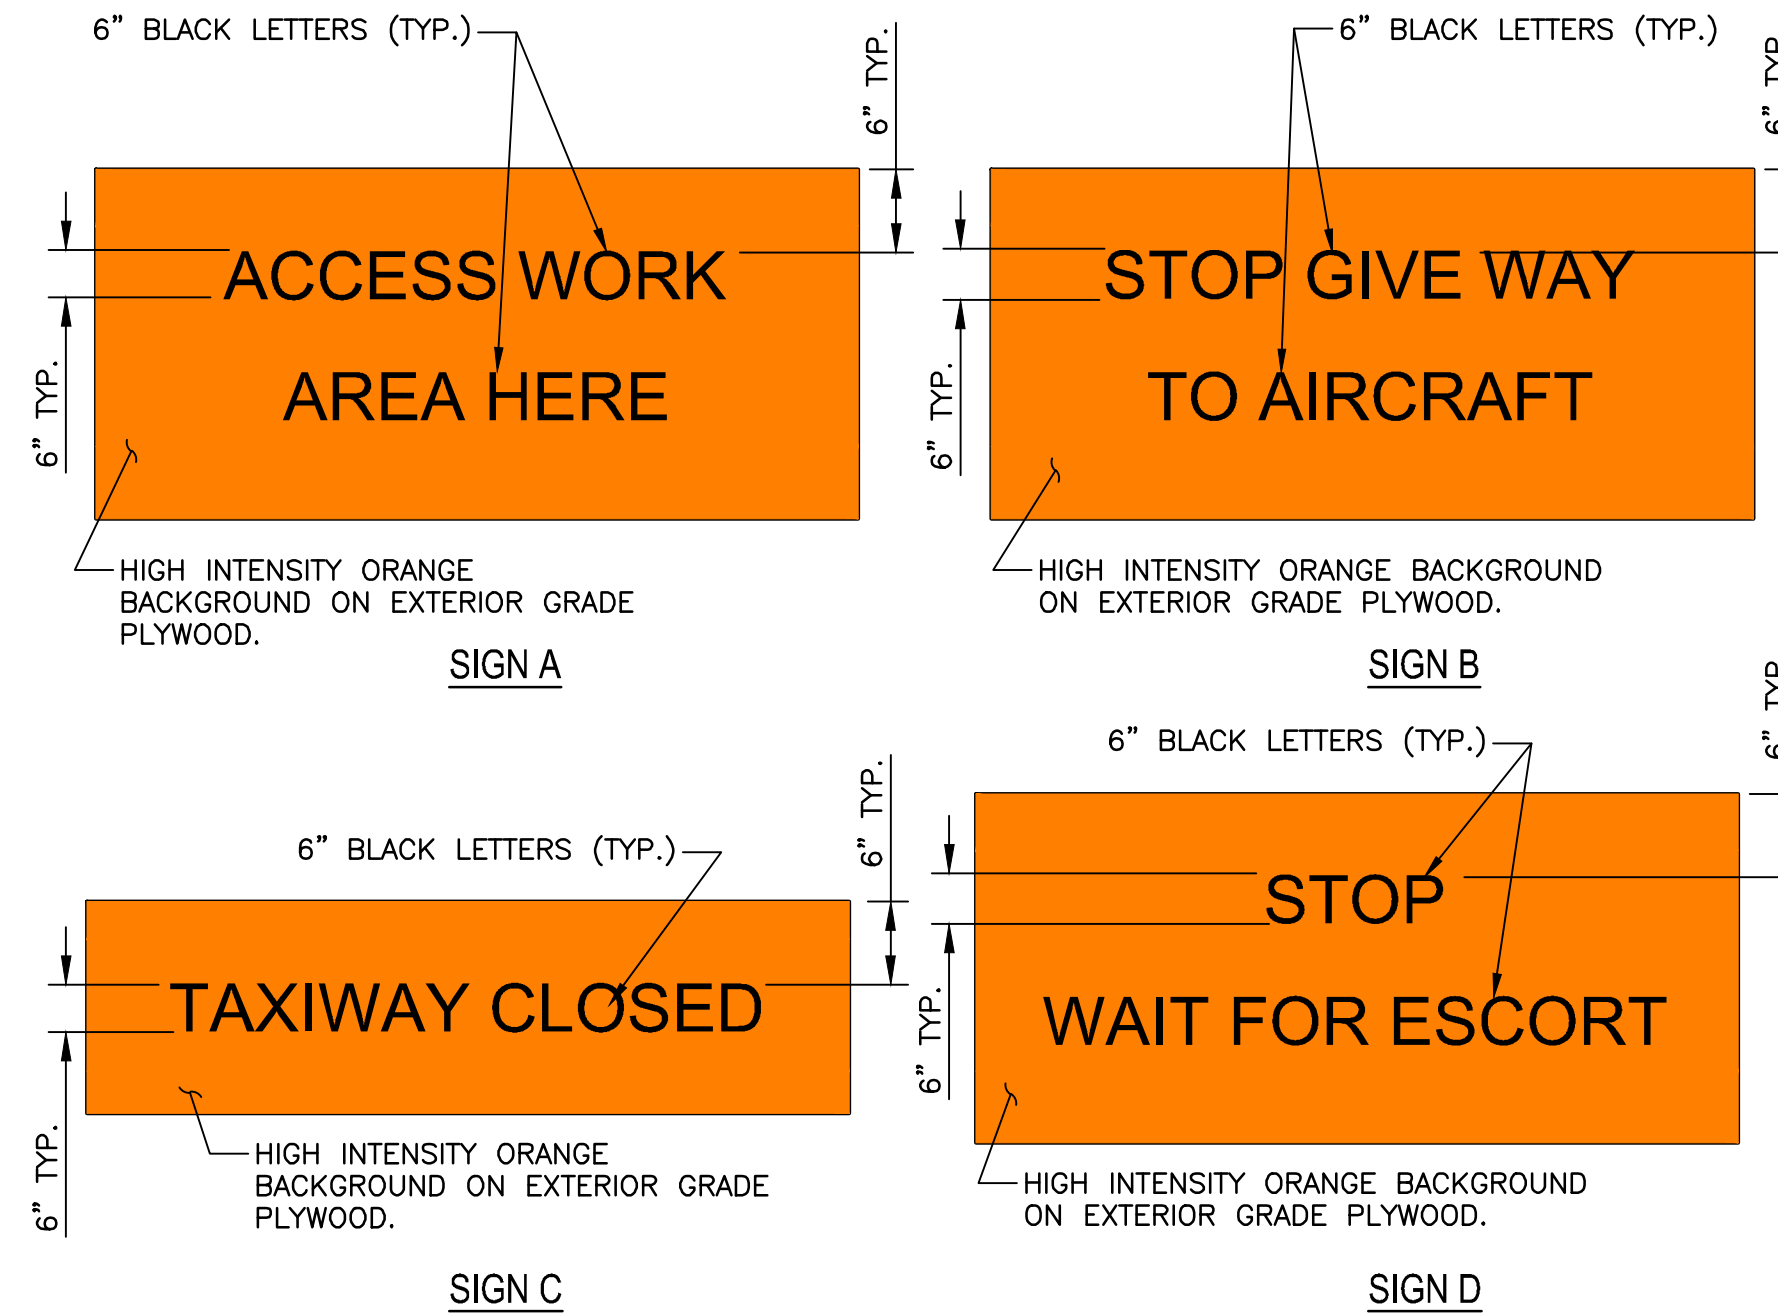 6” BLACK LETTERS (TYP.)
6” TYP.
ACCESS WORK
AREA HERE
6” TYP.
HIGH INTENSITY ORANGE
BACKGROUND ON EXTERIOR GRADE
PLYWOOD.
SIGN A
6” BLACK LETTERS (TYP.)
6” TYP.
STOP GIVE WAY
TO AIRCRAFT
6” TYP.
HIGH INTENSITY ORANGE BACKGROUND
ON EXTERIOR GRADE PLYWOOD.
SIGN B
6” BLACK LETTERS (TYP.)
6” TYP.
TAXIWAY CLOSED
6” TYP.
HIGH INTENSITY ORANGE
BACKGROUND ON EXTERIOR GRADE
PLYWOOD.
SIGN C
6” BLACK LETTERS (TYP.)
6” TYP
STOP
WAIT FOR ESCORT
6” TYP.
HIGH INTENSITY ORANGE BACKGROUND
ON EXTERIOR GRADE PLYWOOD.
SIGN D